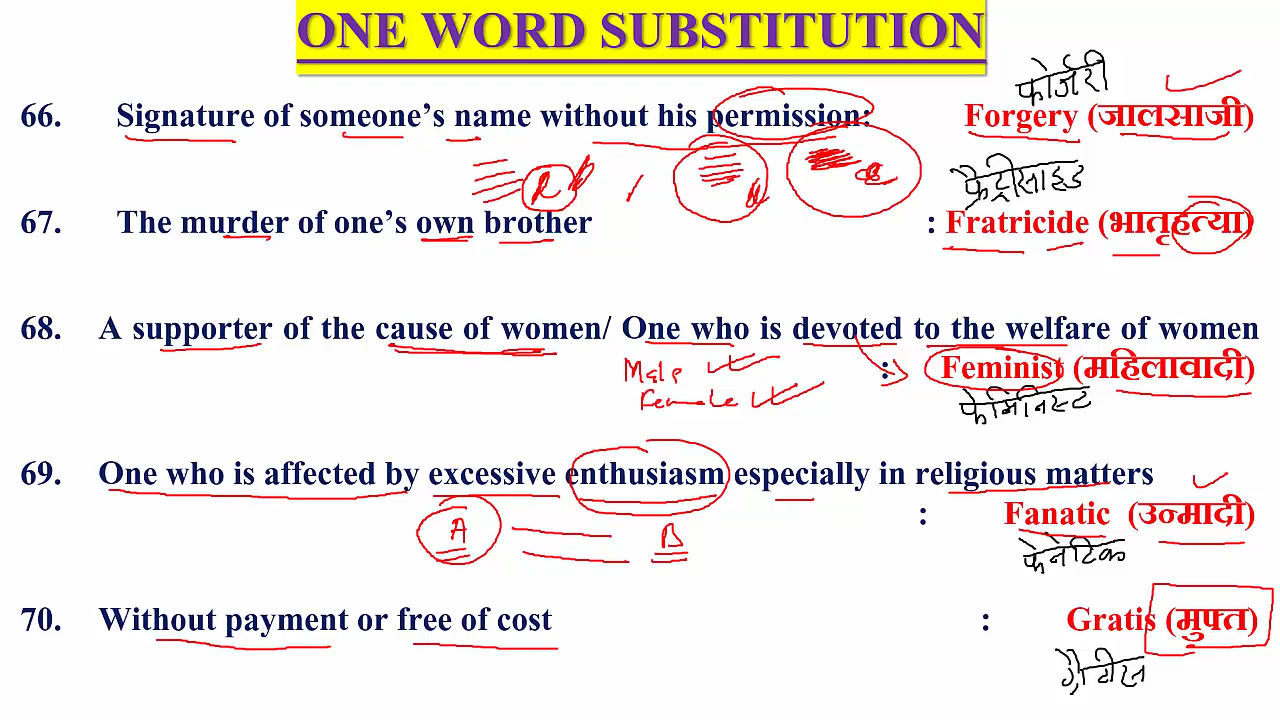 ONE WORD SUBSTITUTION
फोर्जरी
66. Signature of someone’s name without his permission: Forgery (जालसाजी)
फ्रैट्रीसाइड
67. The murder of one’s own brother : Fratricide (भातृहत्या)
68. A supporter of the cause of women/ One who is devoted to the welfare of women
: Feminist (महिलावादी)
Male
Female
फेमिनिस्ट
69. One who is affected by excessive enthusiasm especially in religious matters
: Fanatic (उन्मादी)
A B
फेनेटिक
70. Without payment or free of cost : Gratis (मुफ्त)